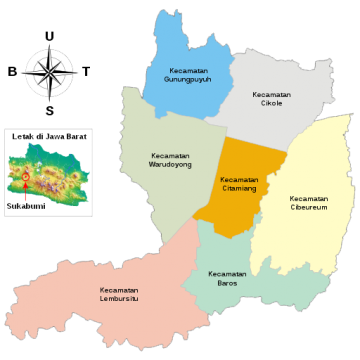 U
B
T
S
Letak di Jawa Barat
Sukabumi
Kecamatan
Gunungpuyuh
Kecamatan
Cikole
Kecamatan
Warudoyong
Kecamatan
Citamiang
Kecamatan
Cibeureum
Kecamatan
Baros
Kecamatan
Lembursitu